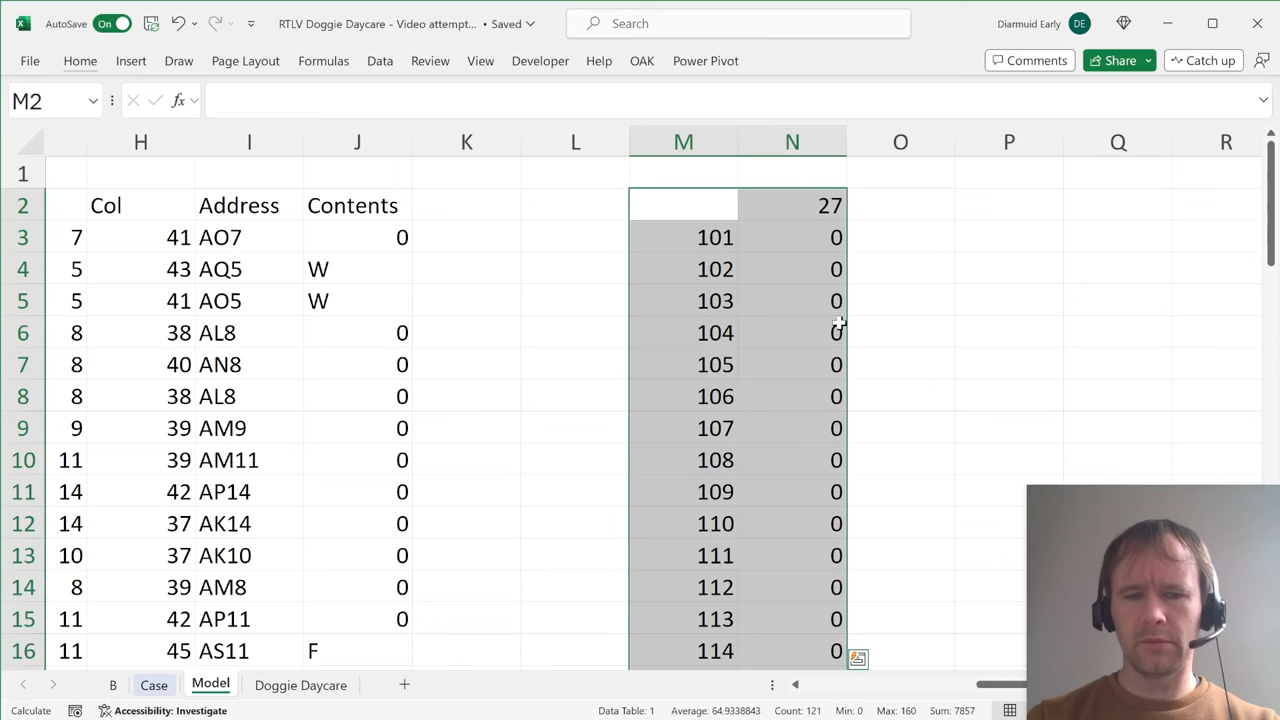 AutoSave On RTLV Doggie Daycare - Video attempt... • Saved Search Diarmuid Early DE
File Home Insert Draw Page Layout Formulas Data Review View Developer Help OAK Power Pivot Comments Share Catch up
M2 fx
H I J K L M N O P Q R
1
2 Col Address Contents 27
3 7 41 AO7 0 101 0
4 5 43 AQ5 W 102 0
5 5 41 AO5 W 103 0
6 8 38 AL8 0 104 0
7 8 40 AN8 0 105 0
8 8 38 AL8 0 106 0
9 9 39 AM9 0 107 0
10 11 39 AM11 0 108 0
11 14 42 AP14 0 109 0
12 14 37 AK14 0 110 0
13 10 37 AK10 0 111 0
14 8 39 AM8 0 112 0
15 11 42 AP11 0 113 0
16 11 45 AS11 F 114 0
B Case Model Doggie Daycare
Calculate Accessibility: Investigate Data Table: 1 Average: 64.9338843 Count: 121 Min: 0 Max: 160 Sum: 7857